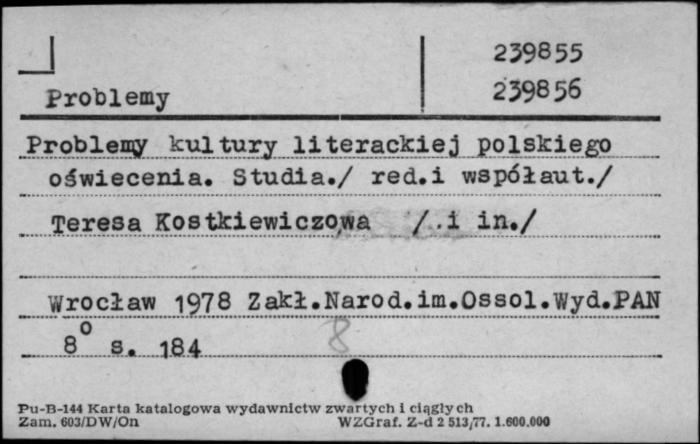 239855
Problemy 239856
Problemy kultury literackiej polskiego
oświecenia. Studia./ red.i współaut./
Teresa Kostkiewiczowa /.i in./
Wrocław 1978 Zakł.Narod.im.Ossol.Wyd.PAN
8° s. 184 8
Pu-B-144 Karta katalogowa wydawnictw zwartych i ciągłych
Zam. 603/DW/On WZGraf. Z-d 2 513/77. 1.600.000